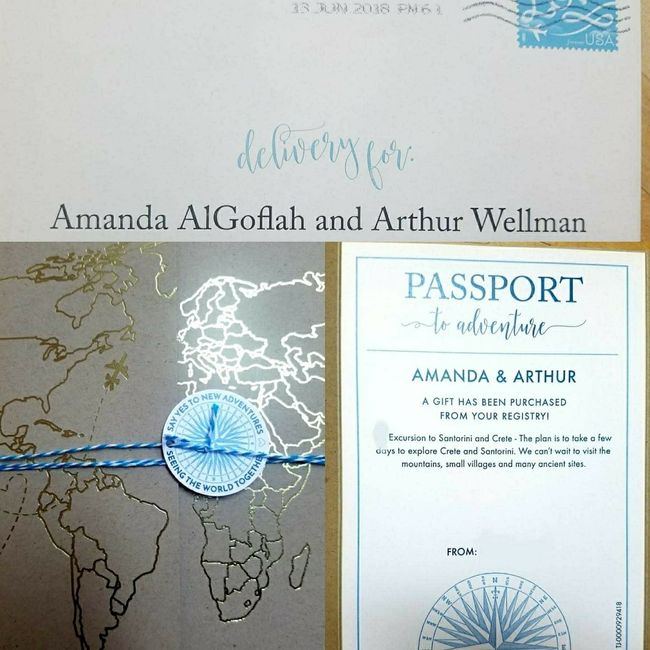 13 JUN 2018 PM 6 L
USA
delivery for:
Amanda AlGoflah and Arthur Wellman
SAY YES TO NEW ADVENTURES
SEEING THE WORLD TOGETHER
PASSPORT
to adventure
AMANDA & ARTHUR
A GIFT HAS BEEN PURCHASED
FROM YOUR REGISTRY!
Excursion to Santorini and Crete - The plan is to take a few
days to explore Crete and Santorini. We can't wait to visit the
mountains, small villages and many ancient sites.
FROM:
TJ-0000929418